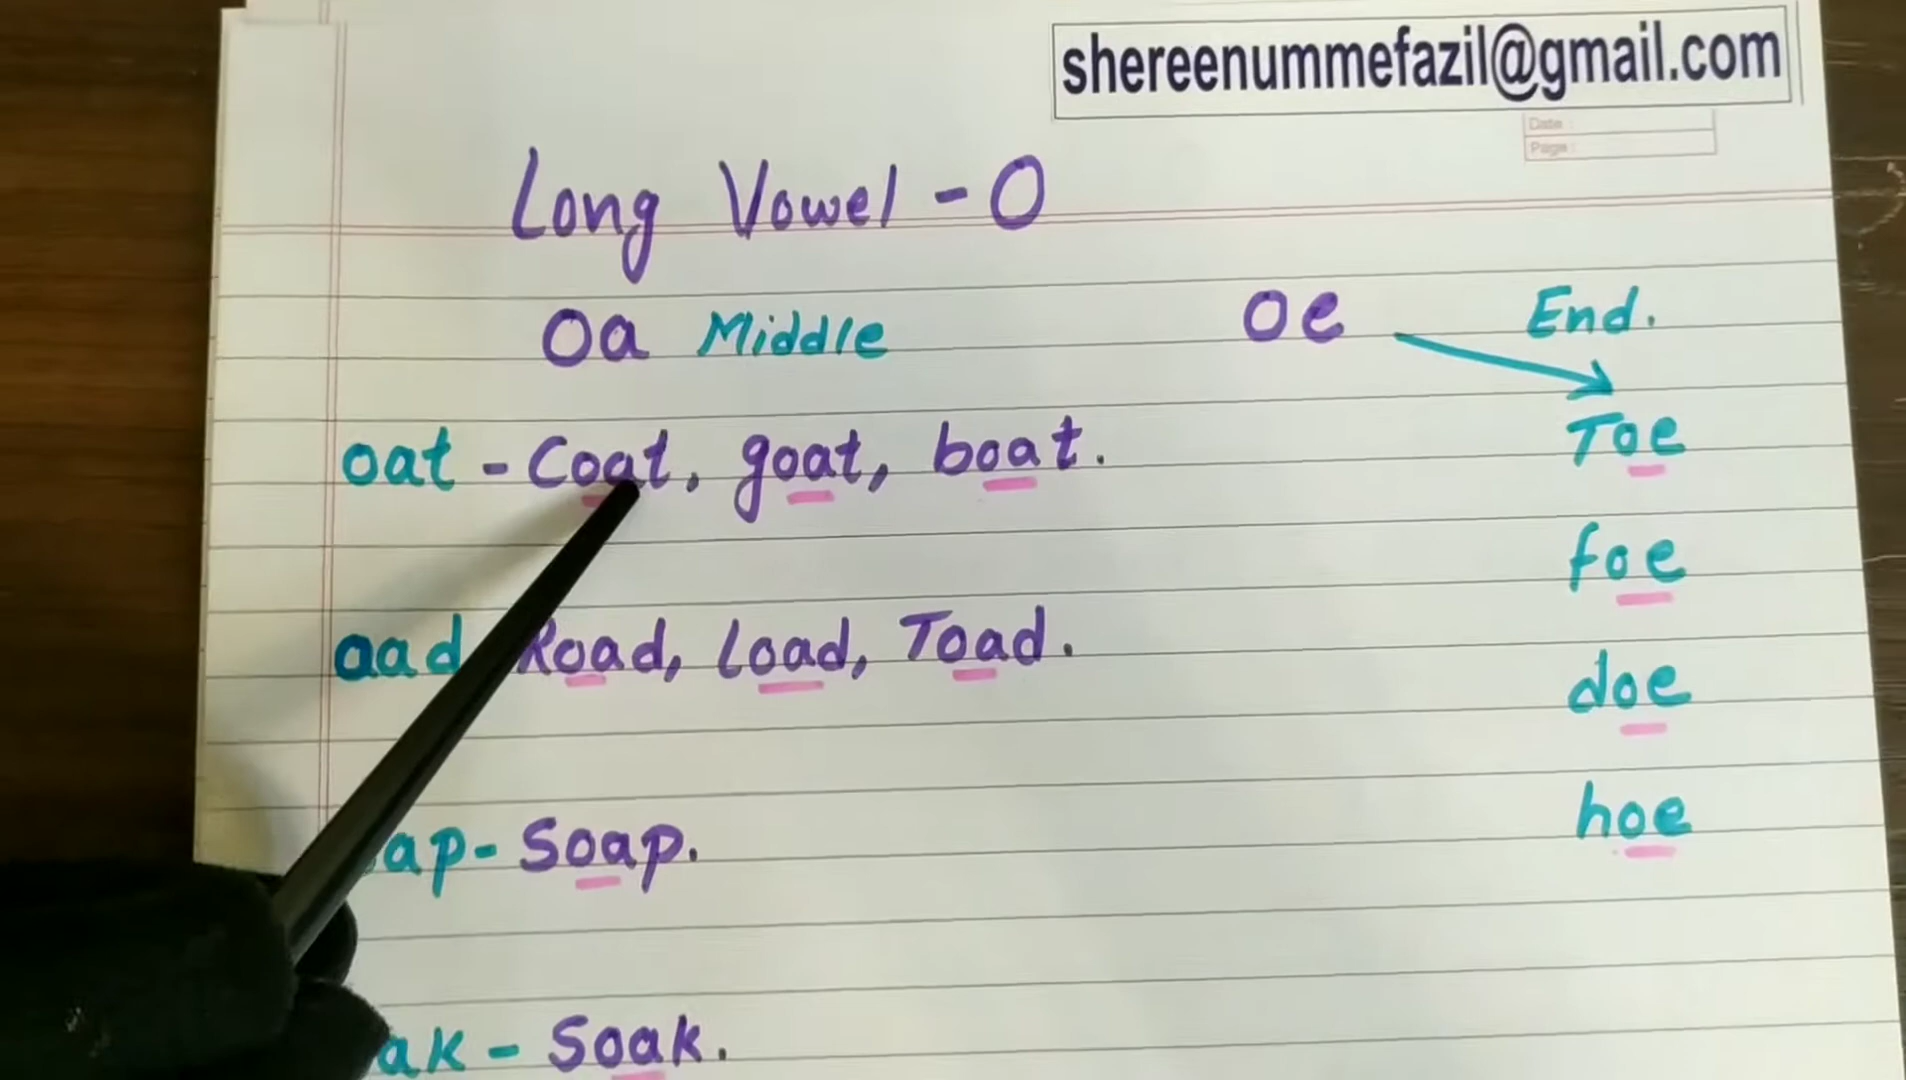 shereenummefazil@gmail.com
Date :
Page :
Long Vowel - O
Oa Middle
Oe End.
oat - Coat, goat, boat.
Toe
foe
aad Road, Load, Toad.
doe
ap - Soap.
hoe
ak - Soak.